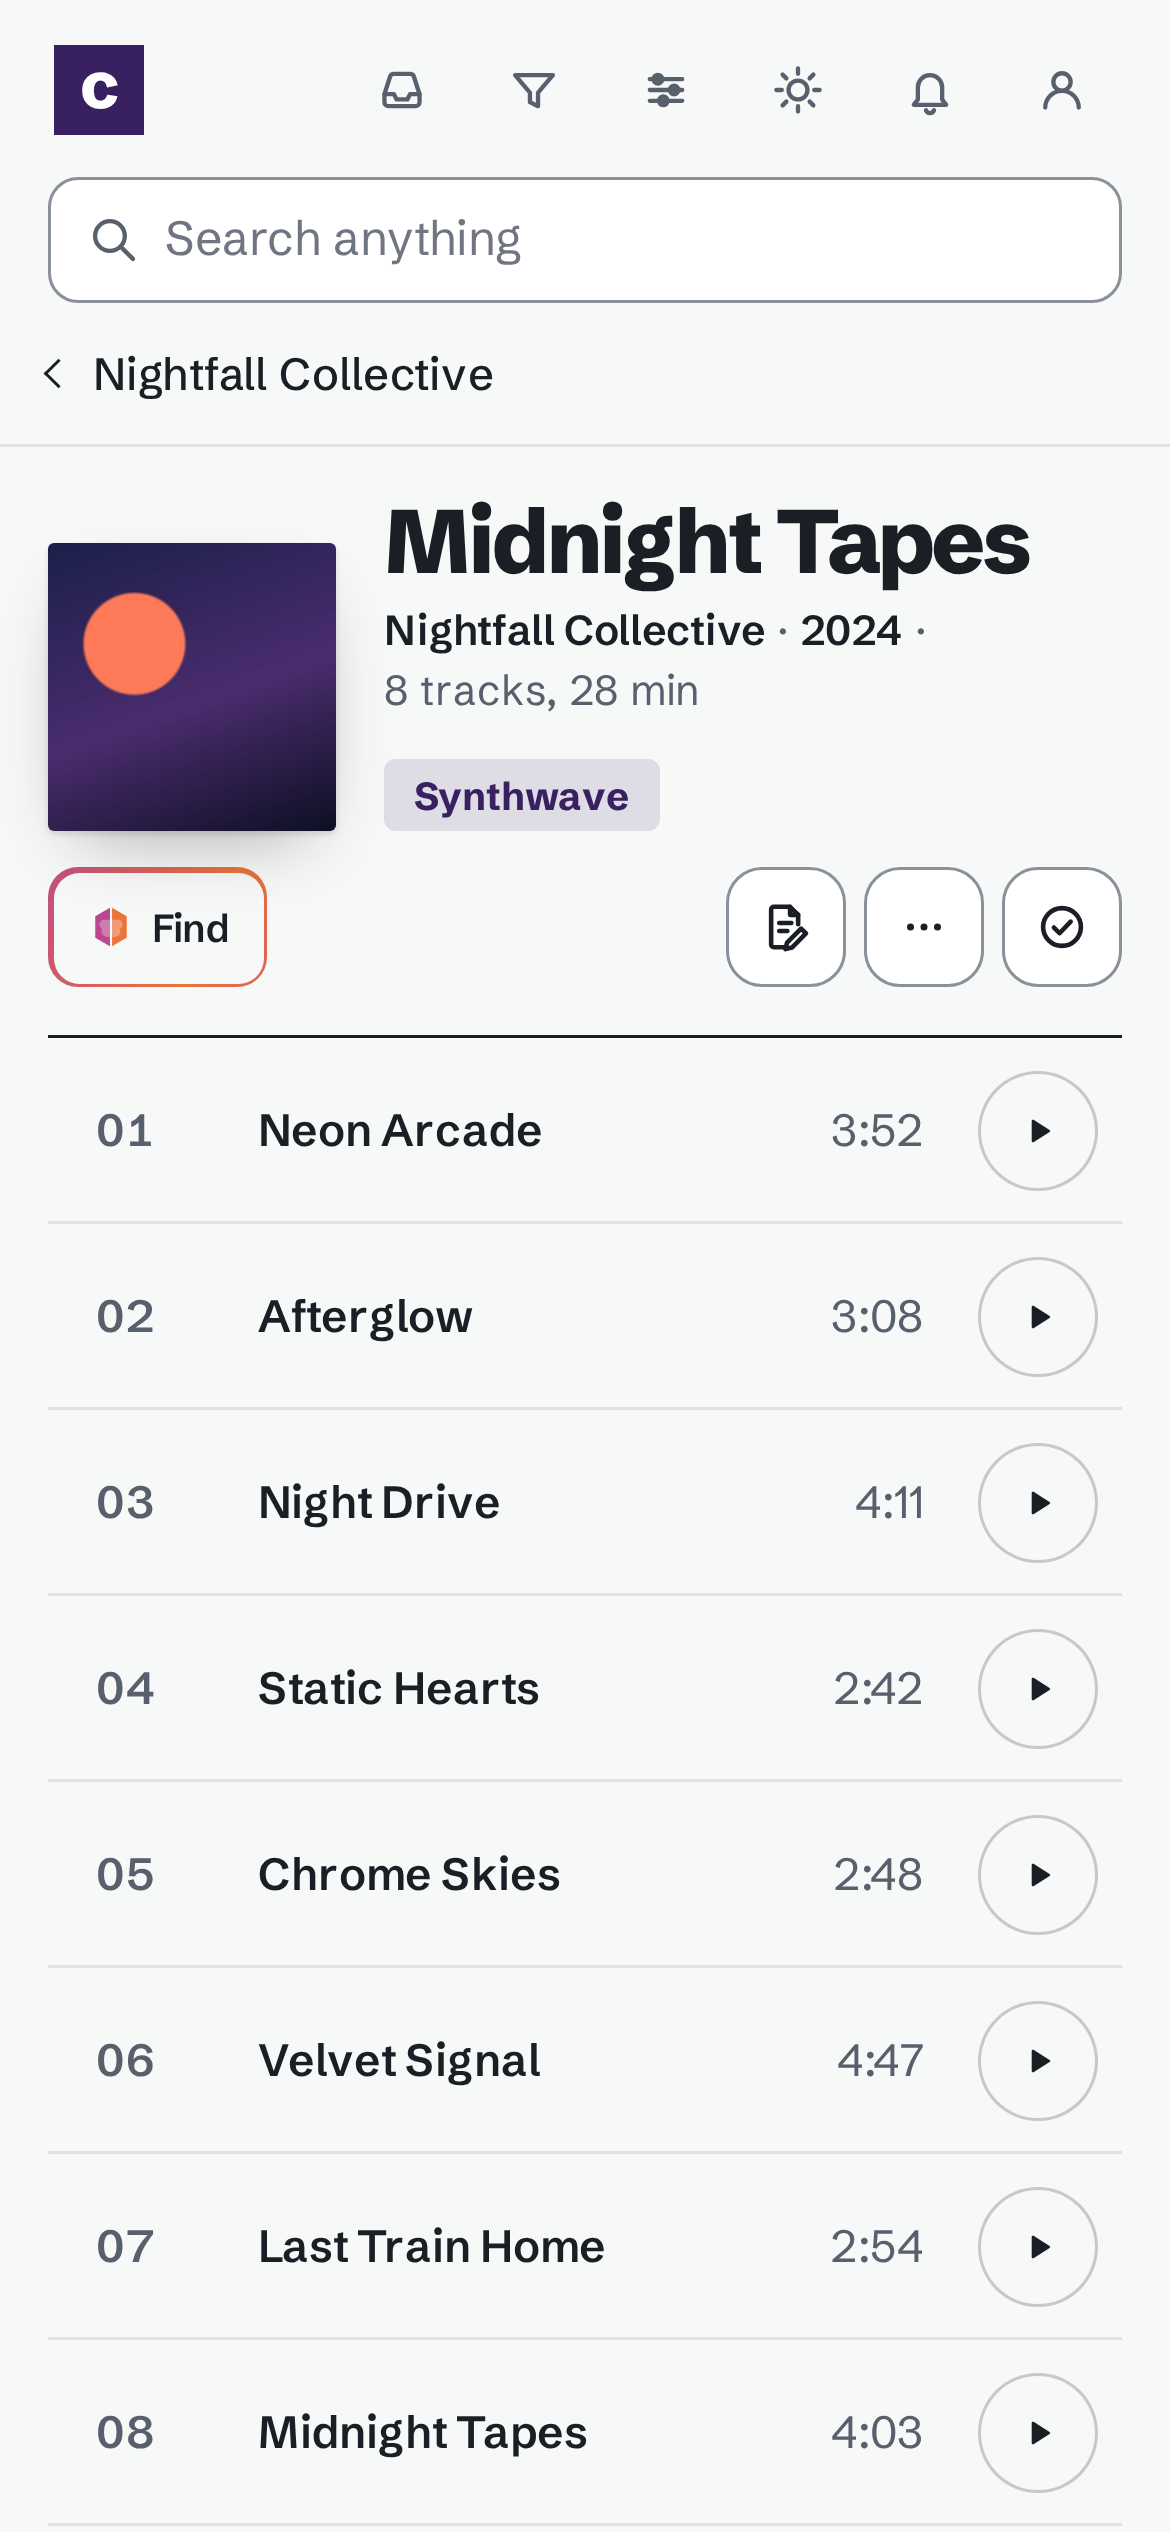 C
Search anything
Nightfall Collective
Midnight Tapes
Nightfall Collective · 2024 ·
8 tracks, 28 min
Synthwave
Find
01 Neon Arcade 3:52
02 Afterglow 3:08
03 Night Drive 4:11
04 Static Hearts 2:42
05 Chrome Skies 2:48
06 Velvet Signal 4:47
07 Last Train Home 2:54
08 Midnight Tapes 4:03